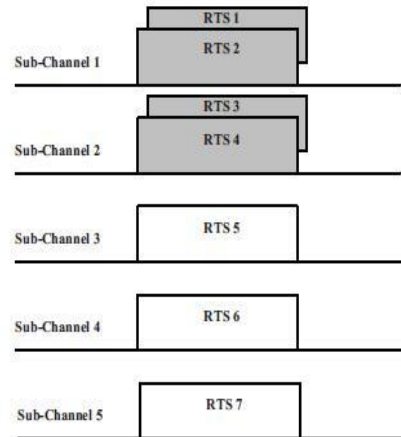 RTS 1
RTS 2
Sub-Channel 1
RTS 3
RTS 4
Sub-Channel 2
RTS 5
Sub-Channel 3
RTS 6
Sub-Channel 4
RTS 7
Sub-Channel 5